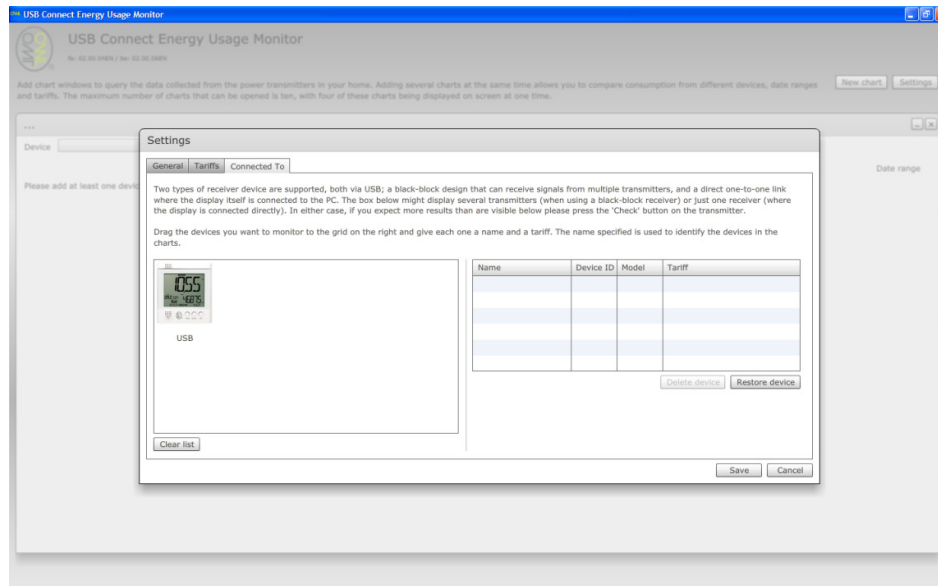 USB Connect Energy Usage Monitor
USB Connect Energy Usage Monitor
Add chart windows to query the data collected from the power transmitters in your home. Adding several charts at the same time allows you to compare consumption from different devices, date ranges
and tariffs. The maximum number of charts that can be opened is ten, with four of these charts being displayed on screen at one time.
New chart Settings
...
Device
Date range
Please add at least one devic
Settings
General Tariffs Connected To
Two types of receiver device are supported, both via USB; a black-block design that can receive signals from multiple transmitters, and a direct one-to-one link
where the display itself is connected to the PC. The box below might display several transmitters (when using a black-block receiver) or just one receiver (where
the display is connected directly). In either case, if you expect more results than are visible below please press the 'Check' button on the transmitter.
Drag the devices you want to monitor to the grid on the right and give each one a name and a tariff. The name specified is used to identify the devices in the
charts.
1055
USB
Name Device ID Model Tariff
Delete device Restore device
Clear list
Save Cancel